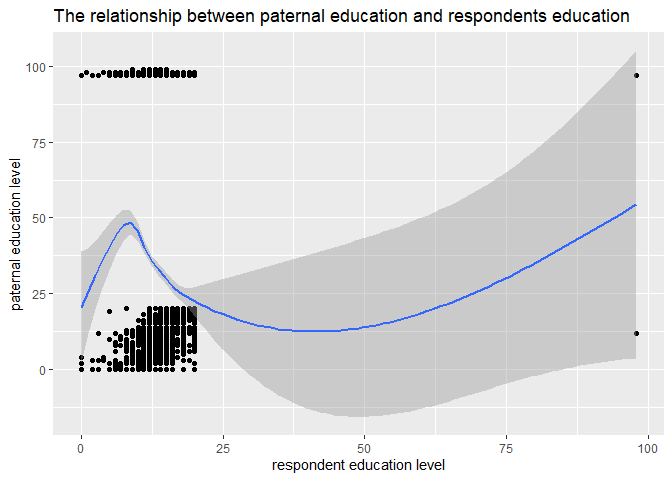 The relationship between paternal education and respondents education
100
75
50
25
0
paternal education level
0 25 50 75 100
respondent education level